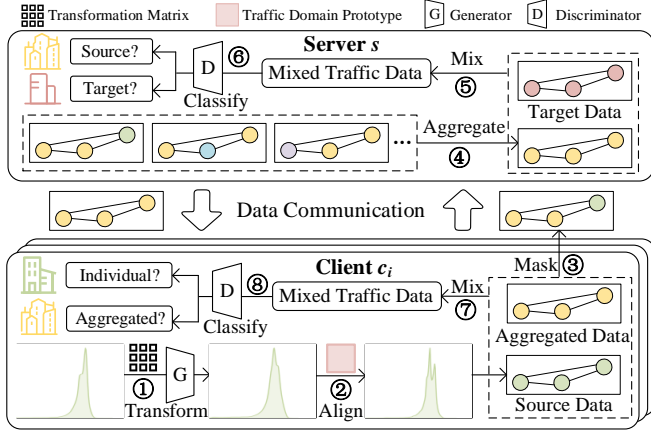 Transformation Matrix Traffic Domain Prototype G Generator D Discriminator
Server s
Source?
Target?
D
⑥
Classify
Mixed Traffic Data
Mix
⑤
Target Data
...
Aggregate
④
Data Communication
Client c_i
Mask ③
Individual?
Aggregated?
D
⑧
Classify
Mixed Traffic Data
Mix
⑦
Aggregated Data
① G
Transform
②
Align
Source Data